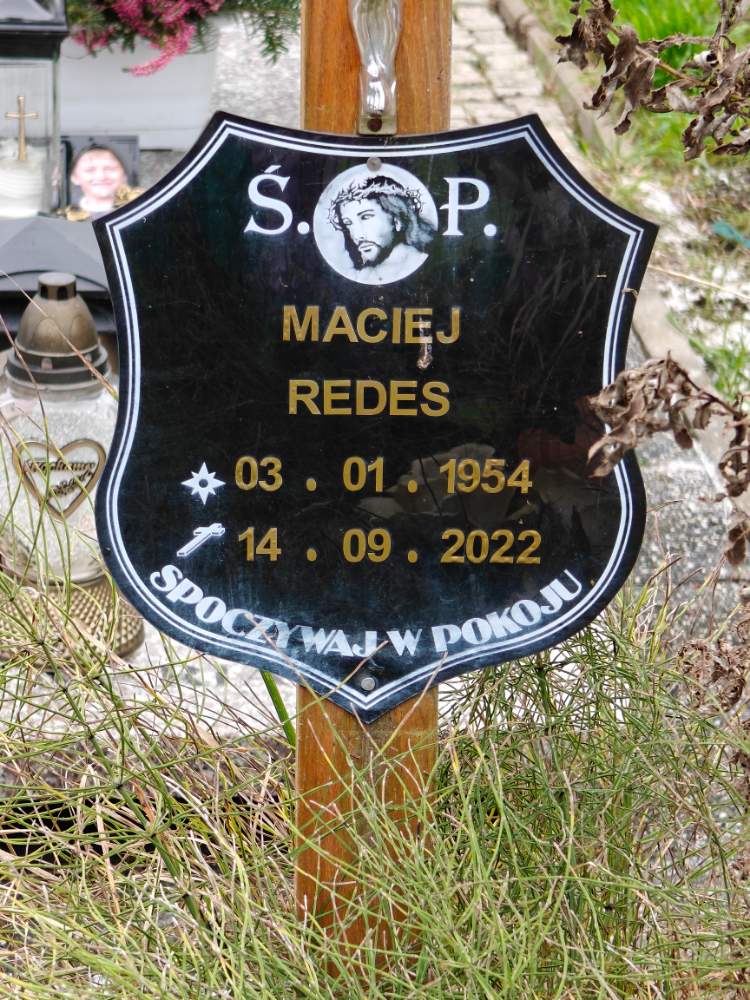 Ś. P.
MACIEJ
REDES
03 . 01 . 1954
14 . 09 . 2022
SPOCZYWAJ W POKOJU